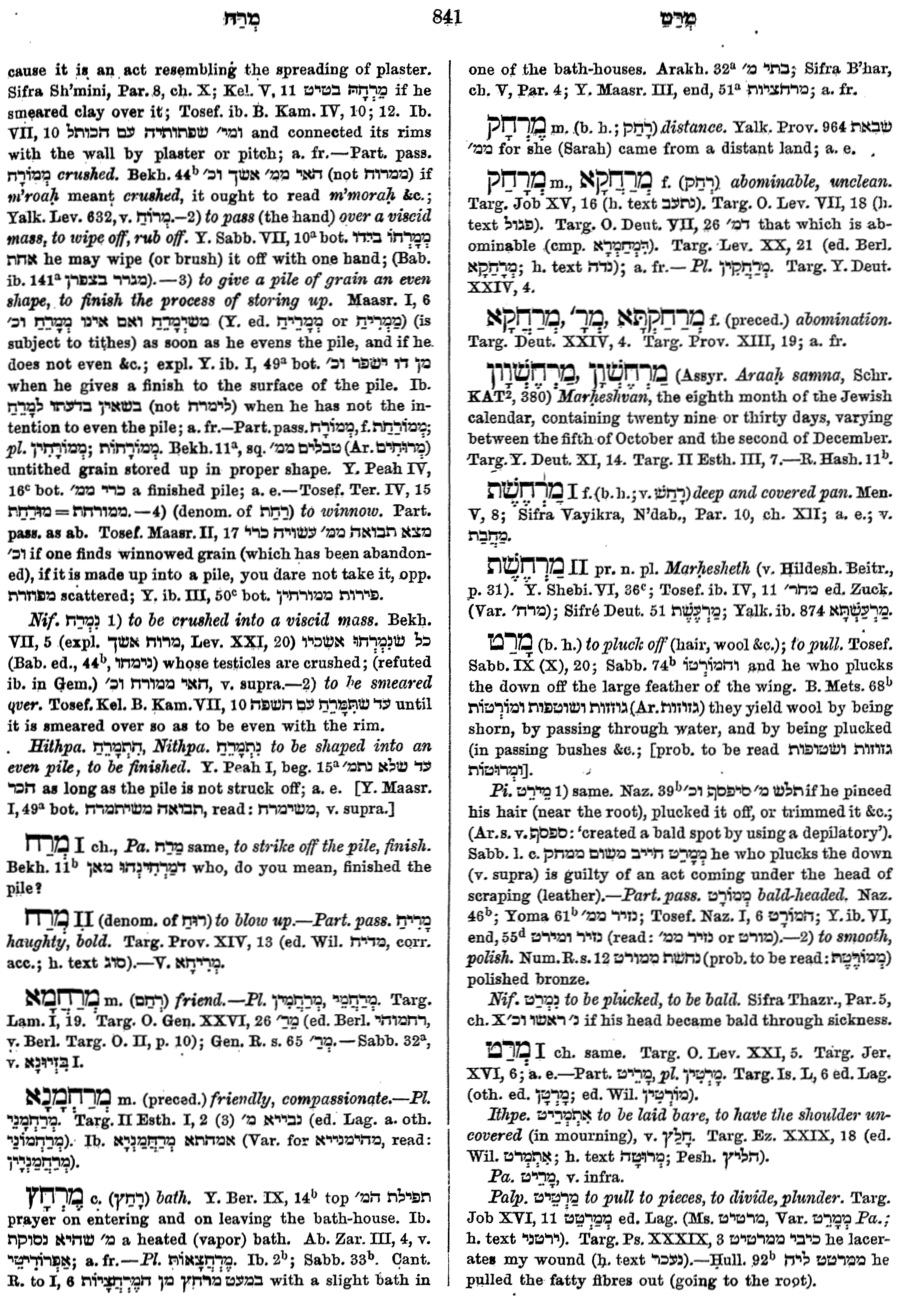 מְרַח
841
מְרַט
cause it is an act resembling the spreading of plaster.
Sifra Sh'mini, Par. 8, ch. X; Kel. V, 11 מֵרְחָהּ בטיט if he
smeared clay over it; Tosef. ib. B. Kam. IV, 10; 12. Ib.
VII, 10 ומי׳ שפתותיה עם הכותל and connected its rims
with the wall by plaster or pitch; a. fr.—Part. pass.
מְמוֹרָח crushed. Bekh. 44ᵇ האי ממ׳ אשך וכ׳ (not ממרוח) if
m'roaḥ meant crushed, it ought to read m'moraḥ &c.;
Yalk. Lev. 632, v. מְרוֹחַ.—2) to pass (the hand) over a viscid
mass, to wipe off, rub off. Y. Sabb. VII, 10ᵃ bot. מְמָרְחוֹ בידו
אחת he may wipe (or brush) it off with one hand; (Bab.
ib. 141ᵃ מגרר בצפרן).—3) to give a pile of grain an even
shape, to finish the process of storing up. Maasr. I, 6
משיְמָרֵחַ ואם אינו מְמָרֵחַ וכ׳ (Y. ed. מְמָרִיחַ or מַמְרִיחַ) (is
subject to tithes) as soon as he evens the pile, and if he
does not even &c.; expl. Y. ib. I, 49ᵃ bot. מן דו ישפר וכ׳
when he gives a finish to the surface of the pile. Ib.
בשאין בדעתו לְמָרֵחַ (not לימרוח) when he has not the in-
tention to even the pile; a. fr.—Part. pass. מְמוֹרָח, f. מְמוֹרַחַת;
pl. מְמוֹרָחִין; מְמוֹרָחוֹת. Bekh. 11ᵃ, sq. טבלים ממ׳ (Ar. מְרוּחִים)
untithed grain stored up in proper shape. Y. Peah IV,
16ᶜ bot. כרי ממ׳ a finished pile; a. e.—Tosef. Ter. IV, 15
ממורחת = מוּרַחַת.—4) (denom. of רַחַת) to winnow. Part.
pass. as ab. Tosef. Maasr. II, 17 מצא תבואה ממ׳ עשויה כרי
וכ׳ if one finds winnowed grain (which has been abandon-
ed), if it is made up into a pile, you dare not take it, opp.
מפוזרת scattered; Y. ib. III, 50ᶜ bot. פירות ממורחין.
Nif. נִמְרַח 1) to be crushed into a viscid mass. Bekh.
VII, 5 (expl. מרוח אשך, Lev. XXI, 20) כל שנִמְרְחוּ אשכיו
(Bab. ed., 44ᵇ, נימחו) whose testicles are crushed; (refuted
ib. in Gem.) האי ממורח וכ׳, v. supra.—2) to be smeared
over. Tosef. Kel. B. Kam. VII, 10 עד שתִּמָּרֵחַ עם השפה until
it is smeared over so as to be even with the rim.
Hithpa. הִתְמָרֵחַ, Nithpa. נִתְמָרֵחַ to be shaped into an
even pile, to be finished. Y. Peah I, beg. 15ᵃ עד שלא נתמ׳
הכר as long as the pile is not struck off; a. e. [Y. Maasr.
I, 49ᵃ bot. תבואה משיתמרח, read: משימרח, v. supra.]
מְרַח I ch., Pa. מָרַח same, to strike off the pile, finish.
Bekh. 11ᵇ דמָרְחִינְהוּ מאן who, do you mean, finished the
pile?
מְרַח II (denom. of רוּחַ) to blow up.—Part. pass. מְרִיחַ
haughty, bold. Targ. Prov. XIV, 13 (ed. Wil. מדיח, corr.
acc.; h. text סוג).—V. מְרִיחָא.
מְרַחֲמָא m. (רחם) friend.—Pl. מְרַחֲמִין, מְרַחֲמֵי. Targ.
Lam. I, 19. Targ. O. Gen. XXVI, 26 מְרַ׳ (ed. Berl. רחמוהי,
v. Berl. Targ. O. II, p. 10); Gen. R. s. 65 מְרַ׳.—Sabb. 32ᵃ,
v. בִּזְיוּנָא I.
מְרַחֲמָנָא m. (preced.) friendly, compassionate.—Pl.
מְרַחֲמָנֵי. Targ. II Esth. I, 2 (3) נבייא מ׳ (ed. Lag. a. oth.
מְרַחֲמוֹנֵי). Ib. אמהתא מְרַחֲמַנְיָא (Var. for מהימנייא, read:
מְרַחֲמַנְיָין).
מֶרְחָץ c. (רָחַץ) bath. Y. Ber. IX, 14ᵇ top תפילת המ׳
prayer on entering and on leaving the bath-house. Ib.
מ׳ שהיא נסוקת a heated (vapor) bath. Ab. Zar. III, 4, v.
אַפְרוֹדִיטֵי; a. fr.—Pl. מֶרְחֲצָאוֹת. Ib. 2ᵇ; Sabb. 33ᵇ. Cant.
R. to I, 6 במעט מרחץ מן המֶּרְחֲצָיוֹת with a slight bath in
one of the bath-houses. Arakh. 32ᵃ בתי מ׳; Sifra B'har,
ch. V, Par. 4; Y. Maasr. III, end, 51ᵃ מרחציות; a. fr.
מֶרְחָק m. (b. h.; רָחַק) distance. Yalk. Prov. 964 שבאת
ממ׳ for she (Sarah) came from a distant land; a. e.
מְרַחָק m., מְרַחֲקָא f. (רְחַק) abominable, unclean.
Targ. Job XV, 16 (h. text נתעב). Targ. O. Lev. VII, 18 (h.
text פגול). Targ. O. Deut. VII, 26 דמ׳ that which is ab-
ominable (cmp. מְחַמְּרָא). Targ. Lev. XX, 21 (ed. Berl.
מְרַחֲקָא; h. text נדה); a. fr.—Pl. מְרַחֲקִין. Targ. Y. Deut.
XXIV, 4.
מְרַחַקְתָּא, מְרַ׳, מְרַחֲקָא f. (preced.) abomination.
Targ. Deut. XXIV, 4. Targ. Prov. XIII, 19; a. fr.
מַרְחֶשְׁוָן, מַרְחֶשְׁוָון (Assyr. Araaḫ samna, Schr.
KAT², 380) Marḥeshvan, the eighth month of the Jewish
calendar, containing twenty nine or thirty days, varying
between the fifth of October and the second of December.
Targ. Y. Deut. XI, 14. Targ. II Esth. III, 7.—R. Hash. 11ᵇ.
מַרְחֶשֶׁת I f. (b. h.; v. רָחַשׁ) deep and covered pan. Men.
V, 8; Sifra Vayikra, N'dab., Par. 10, ch. XII; a. e.; v.
מַחֲבַת.
מַרְחֶשֶׁת II pr. n. pl. Marḥesheth (v. Hildesh. Beitr.,
p. 31). Y. Shebi. VI, 36ᶜ; Tosef. ib. IV, 11 מחר׳ ed. Zuck.
(Var. מרח׳); Sifré Deut. 51 מַרְעֶשֶׁת; Yalk. ib. 874 מַרְעַשְׁתָּא.
מָרַט (b. h.) to pluck off (hair, wool &c.); to pull. Tosef.
Sabb. IX (X), 20; Sabb. 74ᵇ והמוֹרְטוֹ and he who plucks
the down off the large feather of the wing. B. Mets. 68ᵇ
גוזזות ושוטפות ומוֹרְטוֹת (Ar. גזוזות) they yield wool by being
shorn, by passing through water, and by being plucked
(in passing bushes &c.; [prob. to be read גזוזות ושטופות
ומְרוּטוֹת].
Pi. מֵירַט 1) same. Naz. 39ᵇ תלש מ׳ סיפסף וכ׳ if he pinced
his hair (near the root), plucked it off, or trimmed it &c.;
(Ar. s. v. ספסף: 'created a bald spot by using a depilatory').
Sabb. l. c. מְמָרֵט חייב משום ממחק he who plucks the down
(v. supra) is guilty of an act coming under the head of
scraping (leather).—Part. pass. מְמוֹרָט bald-headed. Naz.
46ᵇ; Yoma 61ᵇ נזיר ממ׳; Tosef. Naz. I, 6 המוֹרָט; Y. ib. VI,
end, 55ᵈ נזיר ומירט (read: נזיר ממ׳ or מורט).—2) to smooth,
polish. Num. R. s. 12 נחשת ממורט (prob. to be read: מְמוֹרֶטֶת)
polished bronze.
Nif. נִמְרַט to be plucked, to be bald. Sifra Thazr., Par. 5,
ch. X נ׳ ראשו וכ׳ if his head became bald through sickness.
מְרַט I ch. same. Targ. O. Lev. XXI, 5. Targ. Jer.
XVI, 6; a. e.—Part. מָרֵיט, pl. מָרְטִין. Targ. Is. L, 6 ed. Lag.
(oth. ed. מָרְטָן; ed. Wil. מוֹרְטִין).
Ithpe. אִתְמְרִיט to be laid bare, to have the shoulder un-
covered (in mourning), v. חֲלַץ. Targ. Ez. XXIX, 18 (ed.
Wil. אִתְמְרֵט; h. text מְרוּטָה; Pesh. חליץ).
Pa. מָרֵיט, v. infra.
Palp. מַרְטֵיט to pull to pieces, to divide, plunder. Targ.
Job XVI, 11 מְמַרְטֵט ed. Lag. (Ms. מרטיט, Var. מְמָרֵט Pa.;
h. text ירטני). Targ. Ps. XXXIX, 3 כיבי ממרטיט he lacer-
ates my wound (h. text נעכר).—Ḥull. 92ᵇ ממרטט ליה he
pulled the fatty fibres out (going to the root).